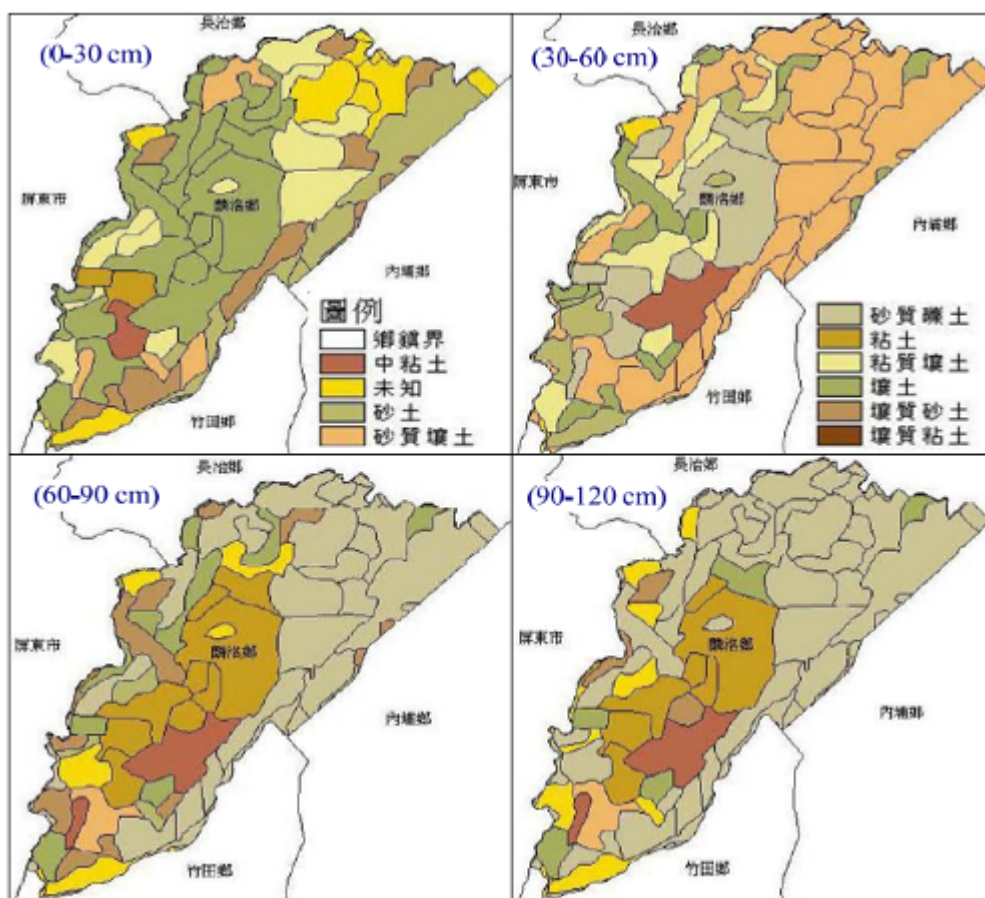 (0-30 cm)
長治鄉
屏東市
麟洛鄉
內埔鄉
竹田鄉
圖例
鄉鎮界
中粘土
未知
砂土
砂質壤土
(30-60 cm)
長治鄉
屏東市
麟洛鄉
內埔鄉
竹田鄉
砂質礫土
粘土
粘質壤土
壤土
壤質砂土
壤質粘土
(60-90 cm)
長治鄉
屏東市
麟洛鄉
內埔鄉
竹田鄉
(90-120 cm)
長治鄉
屏東市
麟洛鄉
內埔鄉
竹田鄉